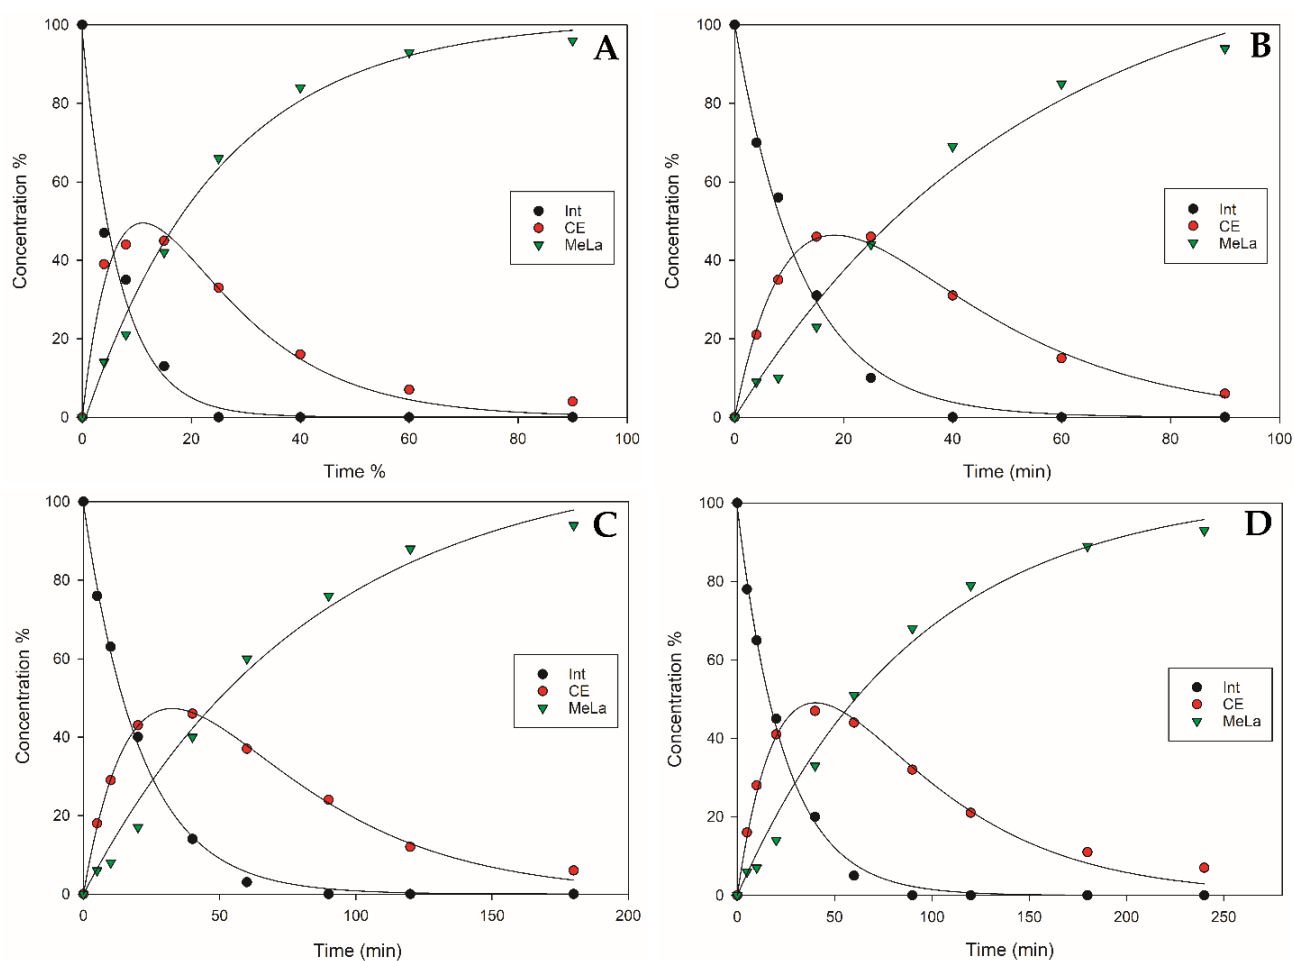 A
100
80
60
40
20
0
Concentration %
Int
CE
MeLa
0 20 40 60 80 100
Time %
B
100
80
60
40
20
0
Concentration %
Int
CE
MeLa
0 20 40 60 80 100
Time (min)
C
100
80
60
40
20
0
Concentration %
Int
CE
MeLa
0 50 100 150 200
Time (min)
D
100
80
60
40
20
0
Concentration %
Int
CE
MeLa
0 50 100 150 200 250
Time (min)